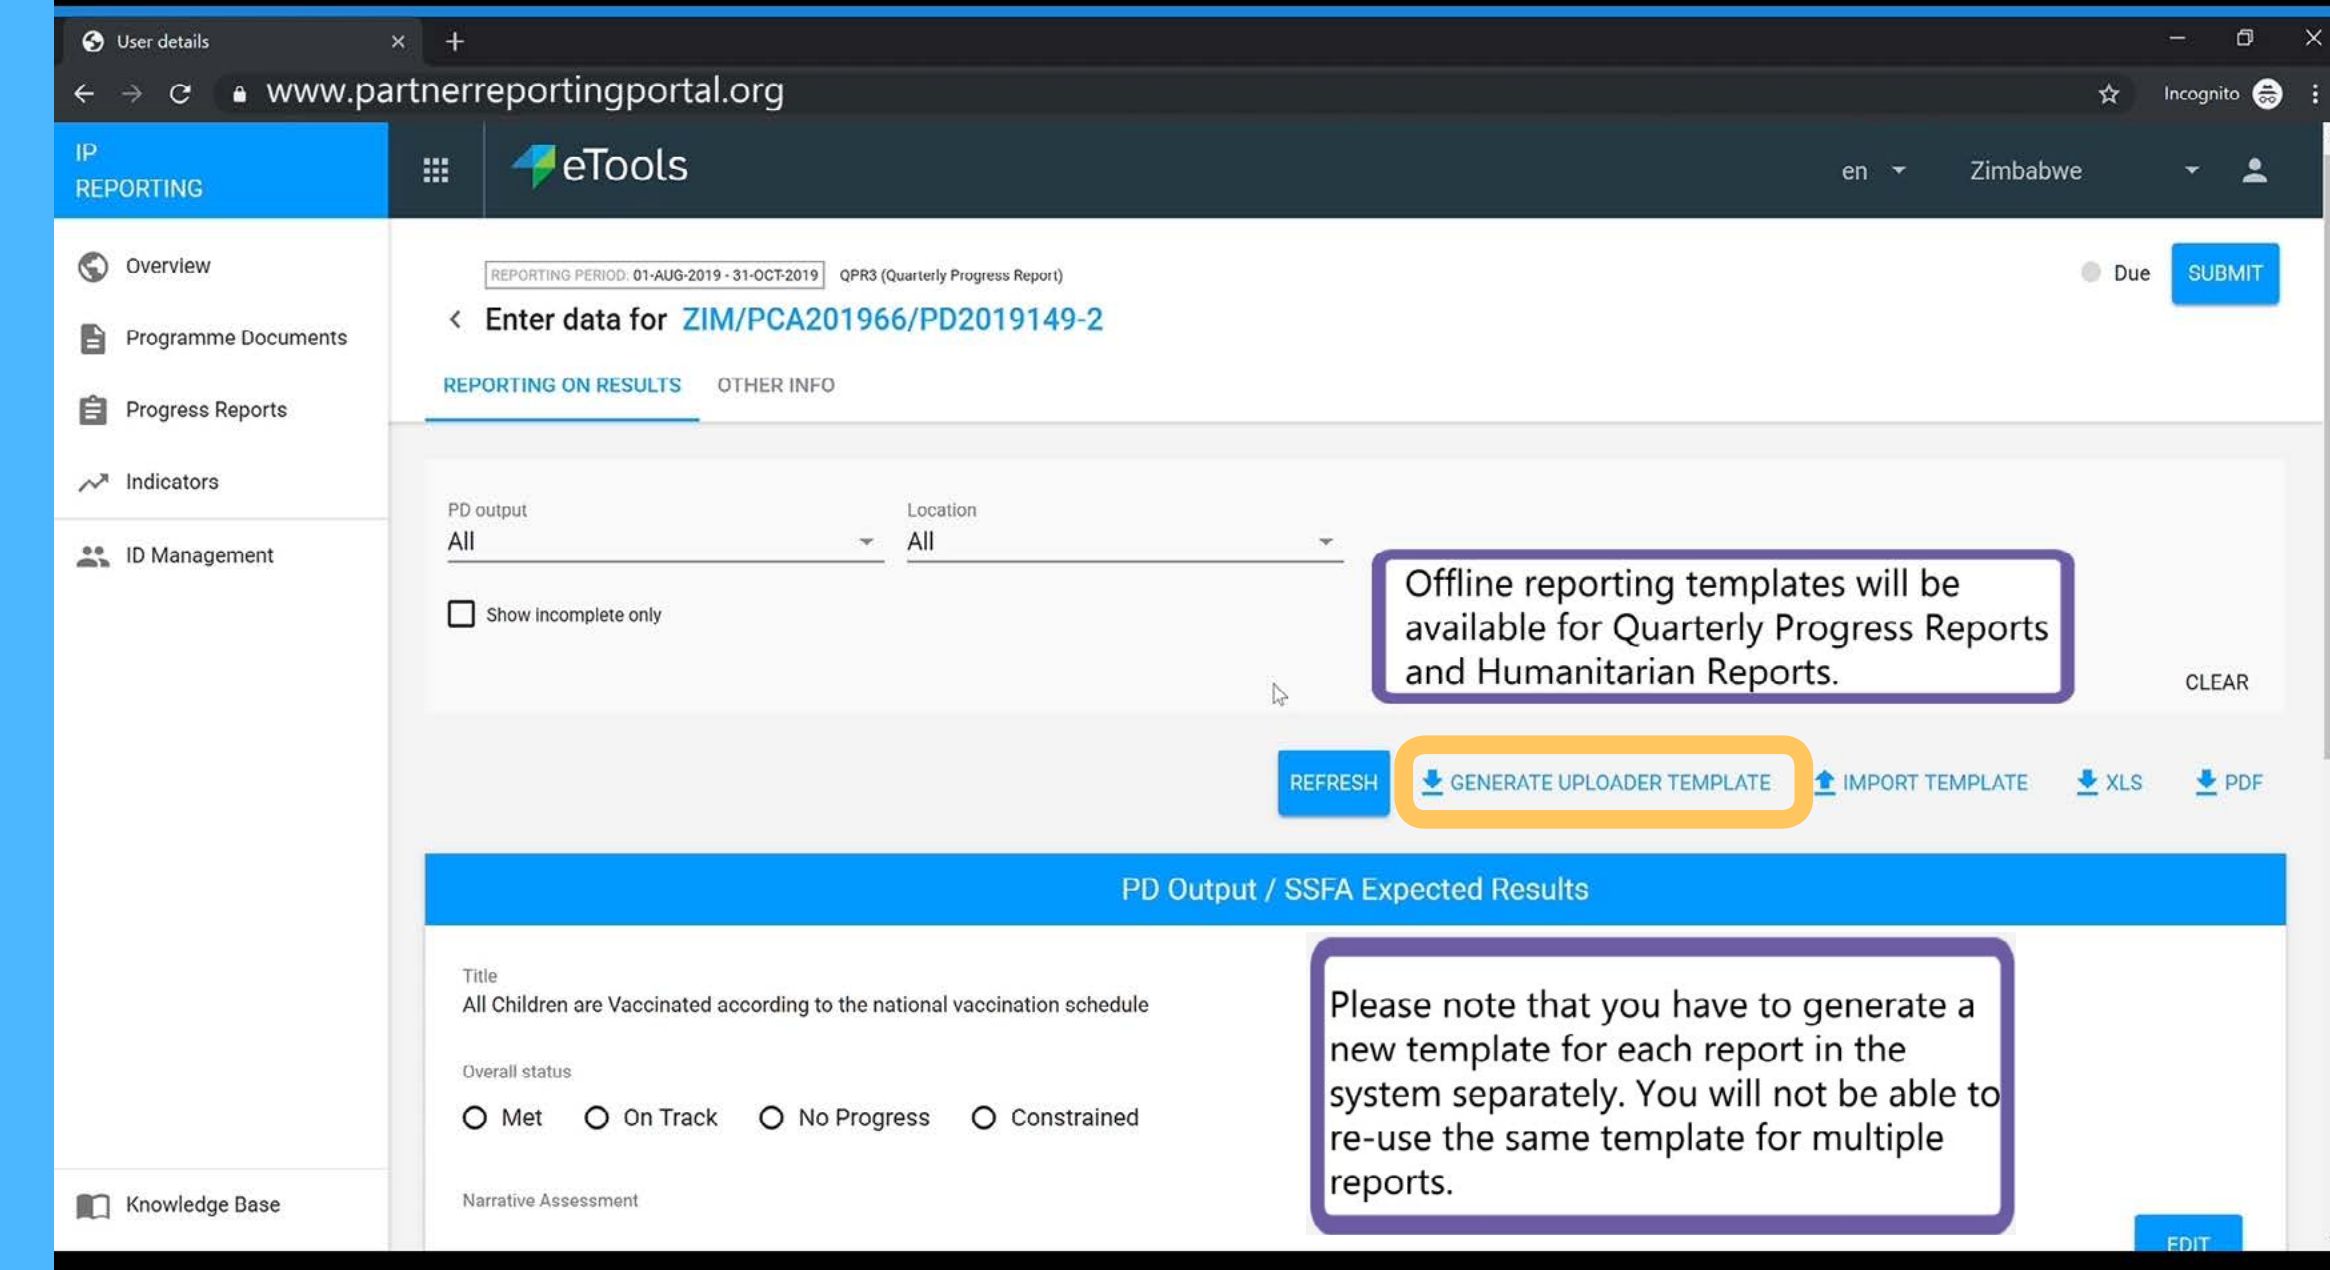 User details
www.partnerreportingportal.org
Incognito
IP
REPORTING
eTools
en
Zimbabwe
Overview
Programme Documents
Progress Reports
Indicators
ID Management
Knowledge Base
REPORTING PERIOD: 01-AUG-2019 - 31-OCT-2019 QPR3 (Quarterly Progress Report)
Due
SUBMIT
Enter data for ZIM/PCA201966/PD2019149-2
REPORTING ON RESULTS OTHER INFO
PD output
All
Location
All
Show incomplete only
Offline reporting templates will be
available for Quarterly Progress Reports
and Humanitarian Reports.
CLEAR
REFRESH GENERATE UPLOADER TEMPLATE IMPORT TEMPLATE XLS PDF
PD Output / SSFA Expected Results
Title
All Children are Vaccinated according to the national vaccination schedule
Overall status
Met On Track No Progress Constrained
Narrative Assessment
Please note that you have to generate a
new template for each report in the
system separately. You will not be able to
re-use the same template for multiple
reports.
EDIT